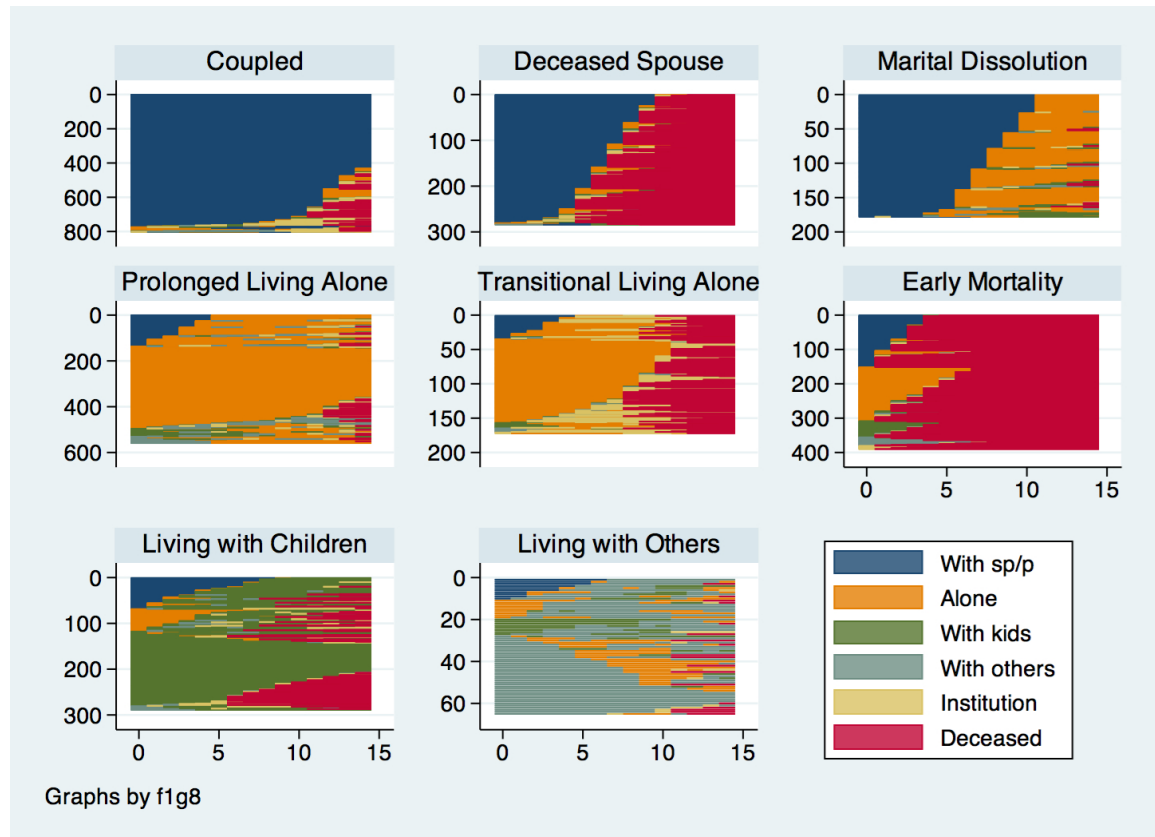 Coupled
Deceased Spouse
Marital Dissolution
0
200
400
600
800
0
100
200
300
0
50
100
150
200
Prolonged Living Alone
Transitional Living Alone
Early Mortality
0
200
400
600
0
50
100
150
200
0
100
200
300
400
0 5 10 15
Living with Children
Living with Others
0
100
200
300
0 5 10 15
0
20
40
60
0 5 10 15
With sp/p
Alone
With kids
With others
Institution
Deceased
Graphs by f1g8